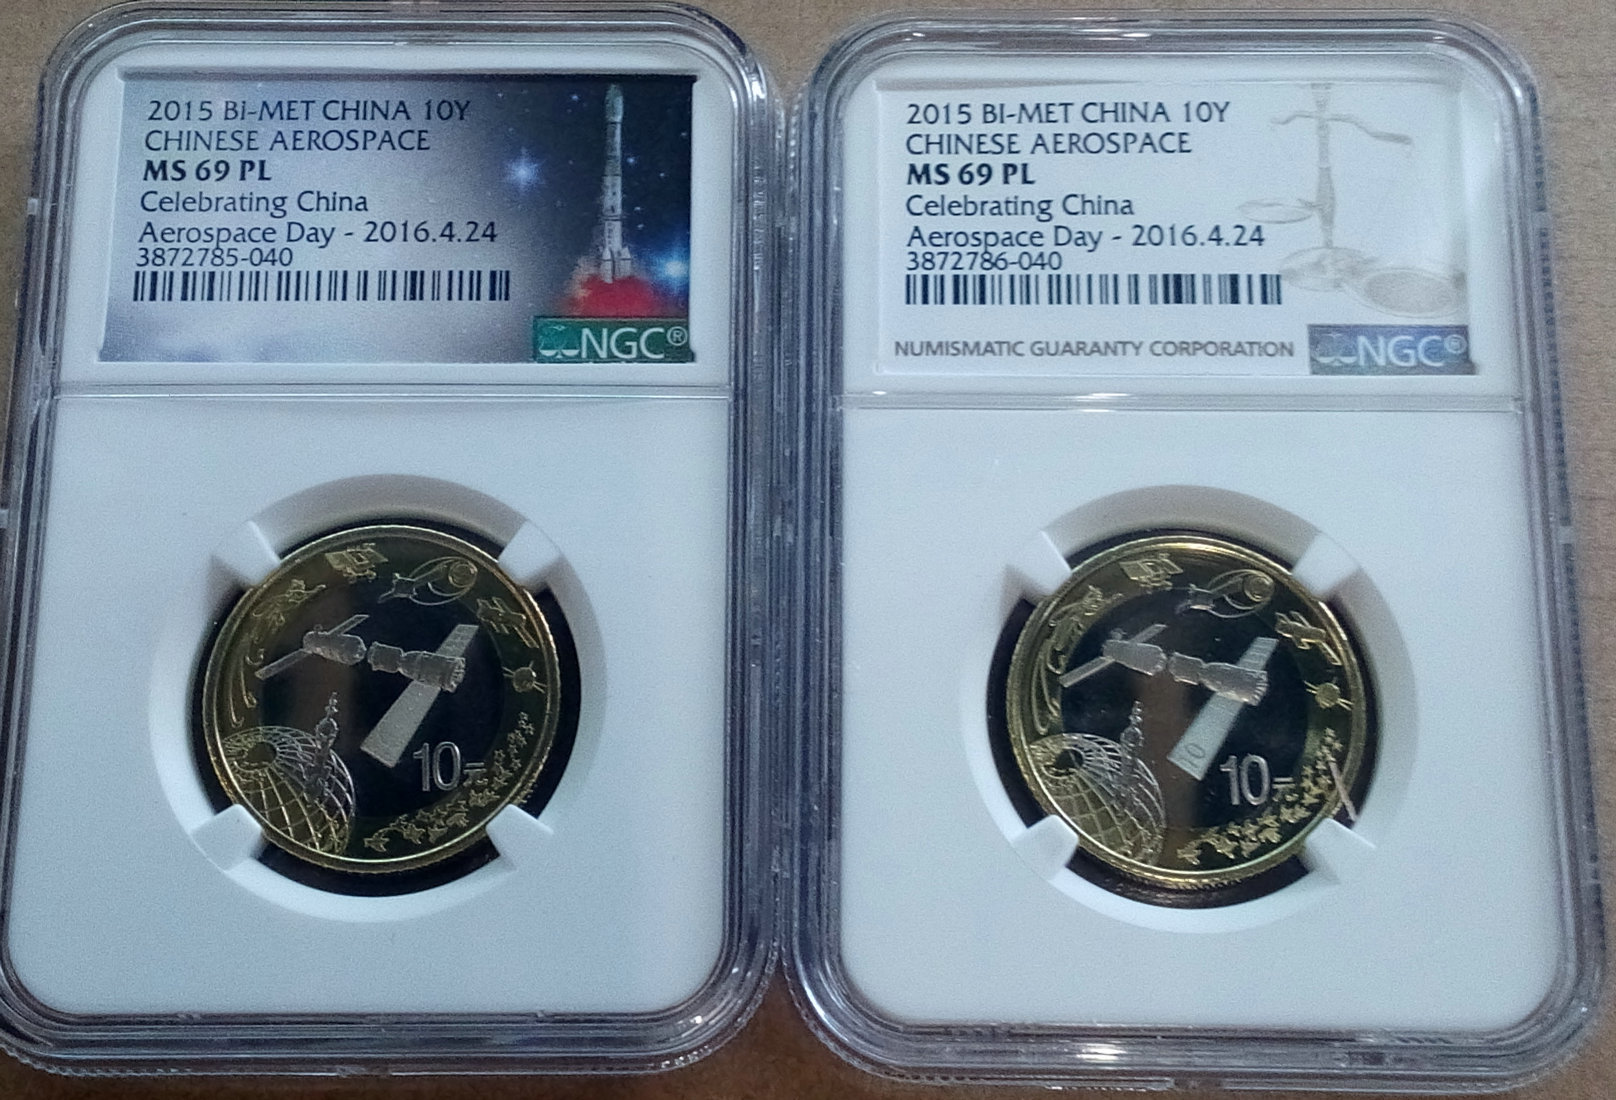 2015 BI-MET CHINA 10Y
CHINESE AEROSPACE
MS 69 PL
Celebrating China
Aerospace Day - 2016.4.24
3872785-040
NGC®
10元
2015 BI-MET CHINA 10Y
CHINESE AEROSPACE
MS 69 PL
Celebrating China
Aerospace Day - 2016.4.24
3872786-040
NUMISMATIC GUARANTY CORPORATION
NGC®
10
10元